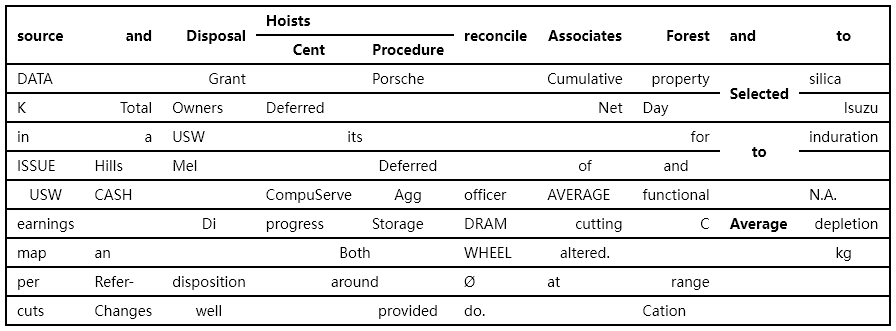 source and Disposal Hoists reconcile Associates Forest and to
Cent Procedure
DATA Grant Porsche Cumulative property Selected silica
K Total Owners Deferred Net Day Isuzu
in a USW its for to induration
ISSUE Hills Mel Deferred of and
USW CASH CompuServe Agg officer AVERAGE functional N.A.
earnings Di progress Storage DRAM cutting C Average depletion
map an Both WHEEL altered. kg
per Refer- disposition around Ø at range
cuts Changes well provided do. Cation